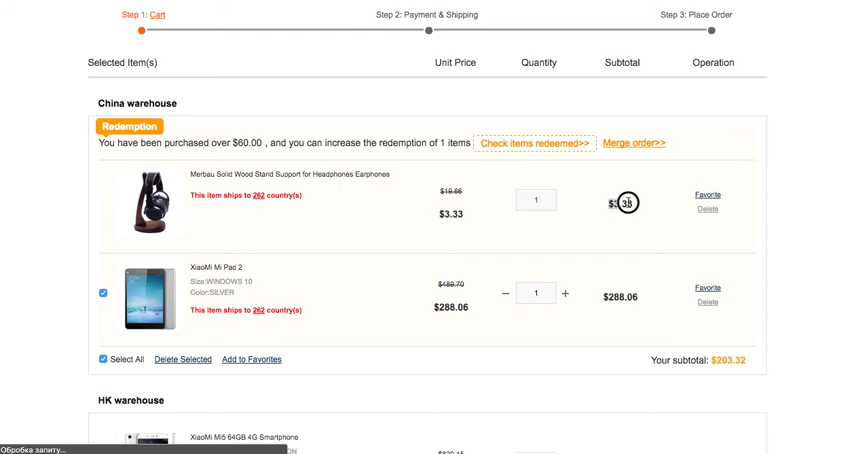 Step 1: Cart
Step 2: Payment & Shipping
Step 3: Place Order
Selected Item(s) Unit Price Quantity Subtotal Operation
China warehouse
Redemption
You have been purchased over $60.00 , and you can increase the redemption of 1 items Check items redeemed>> Merge order>>
Merbau Solid Wood Stand Support for Headphones Earphones
This item ships to 262 country(s)
$19.66
$3.33
1
Favorite
Delete
XiaoMi Mi Pad 2
Size:WINDOWS 10
Color:SILVER
This item ships to 262 country(s)
$489.70
$288.06
− 1 +
$288.06
Favorite
Delete
Select All Delete Selected Add to Favorites Your subtotal: $203.32
HK warehouse
XiaoMi Mi5 64GB 4G Smartphone
Обробка запиту...